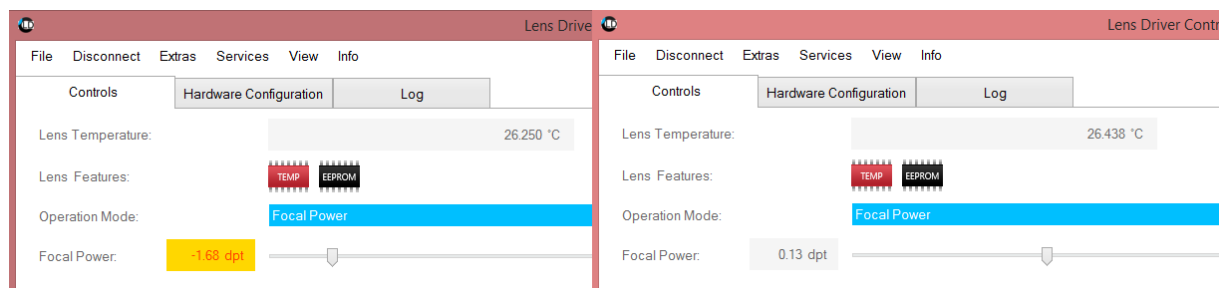 Lens Drive
File Disconnect Extras Services View Info
Controls Hardware Configuration Log
Lens Temperature: 26.250 °C
Lens Features: TEMP EEPROM
Operation Mode: Focal Power
Focal Power: -1.68 dpt
Lens Driver Contr
File Disconnect Extras Services View Info
Controls Hardware Configuration Log
Lens Temperature: 26.438 °C
Lens Features: TEMP EEPROM
Operation Mode: Focal Power
Focal Power: 0.13 dpt